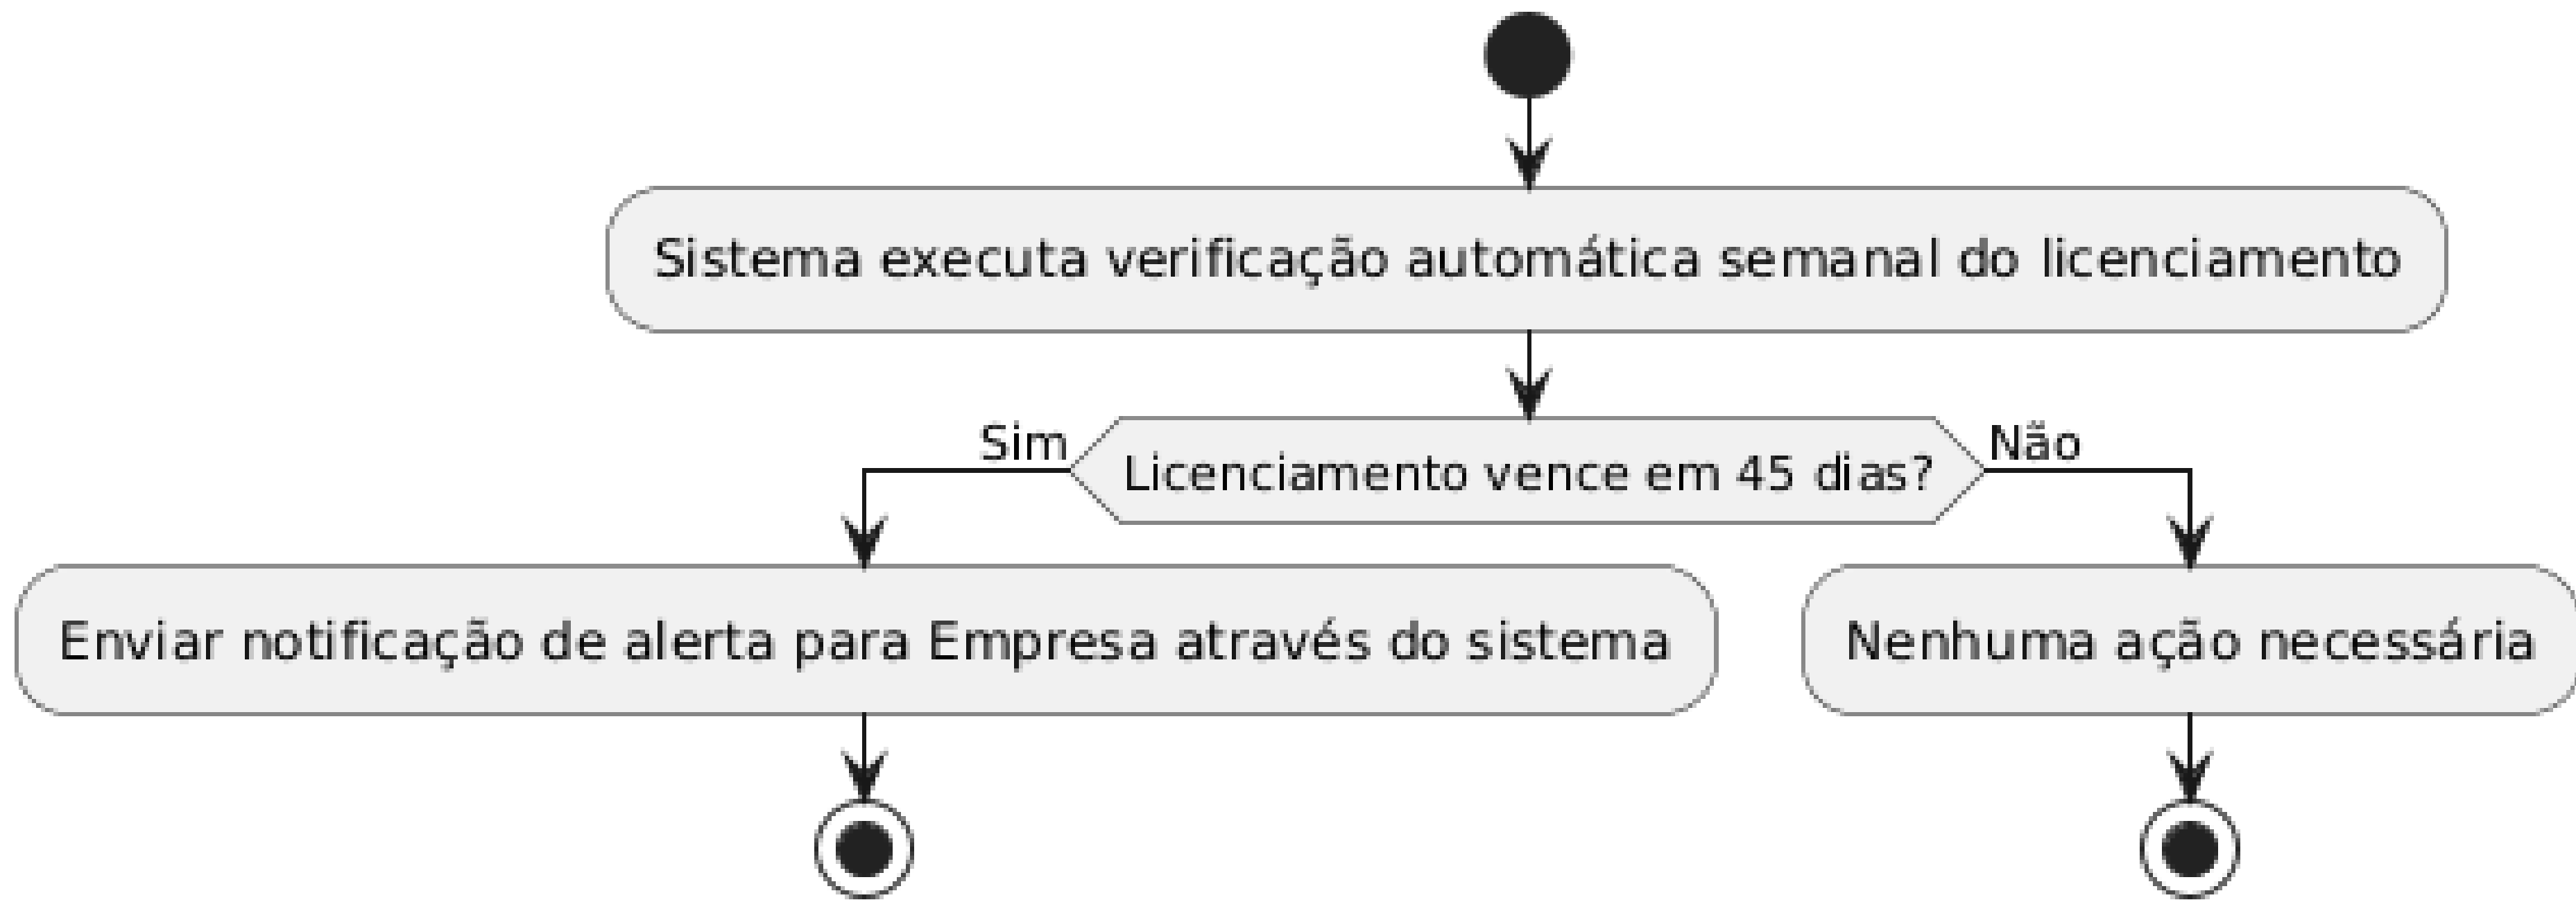 Sistema executa verificação automática semanal do licenciamento
Sim
Licenciamento vence em 45 dias?
Não
Enviar notificação de alerta para Empresa através do sistema
Nenhuma ação necessária